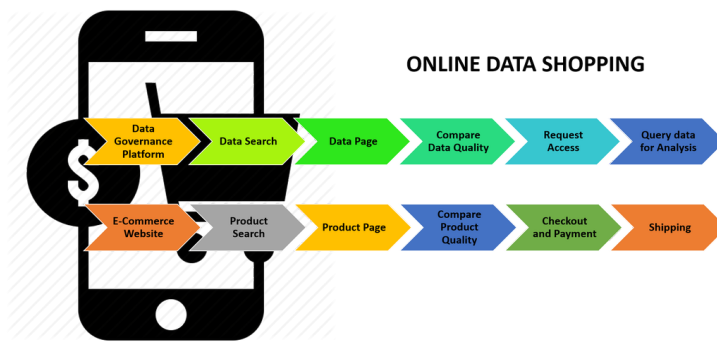 ONLINE DATA SHOPPING
$
Data
Governance
Platform
Data Search
Data Page
Compare
Data Quality
Request
Access
Query data
for Analysis
E-Commerce
Website
Product
Search
Product Page
Compare
Product
Quality
Checkout
and Payment
Shipping